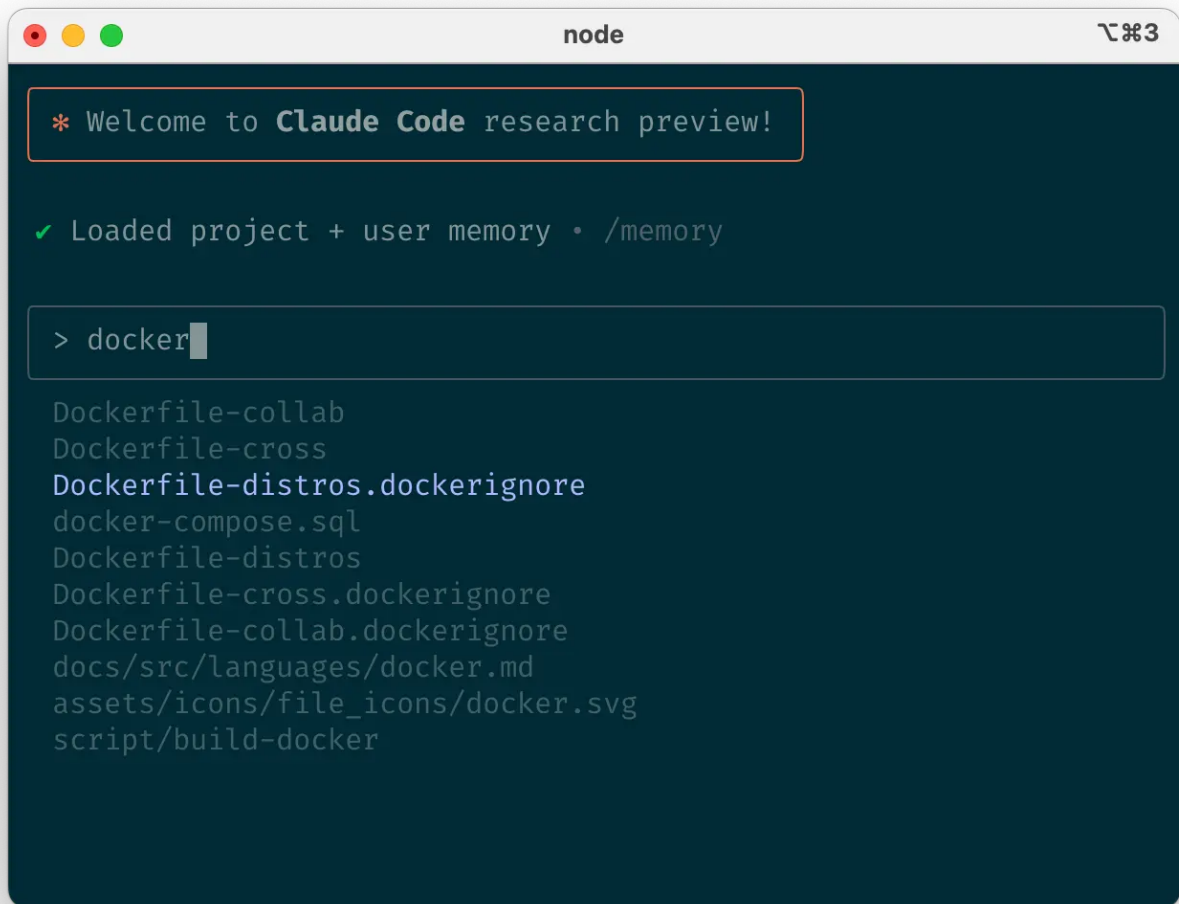 node
⌥⌘3
✻ Welcome to Claude Code research preview!
✔ Loaded project + user memory • /memory
> docker
Dockerfile-collab
Dockerfile-cross
Dockerfile-distros.dockerignore
docker-compose.sql
Dockerfile-distros
Dockerfile-cross.dockerignore
Dockerfile-collab.dockerignore
docs/src/languages/docker.md
assets/icons/file_icons/docker.svg
script/build-docker